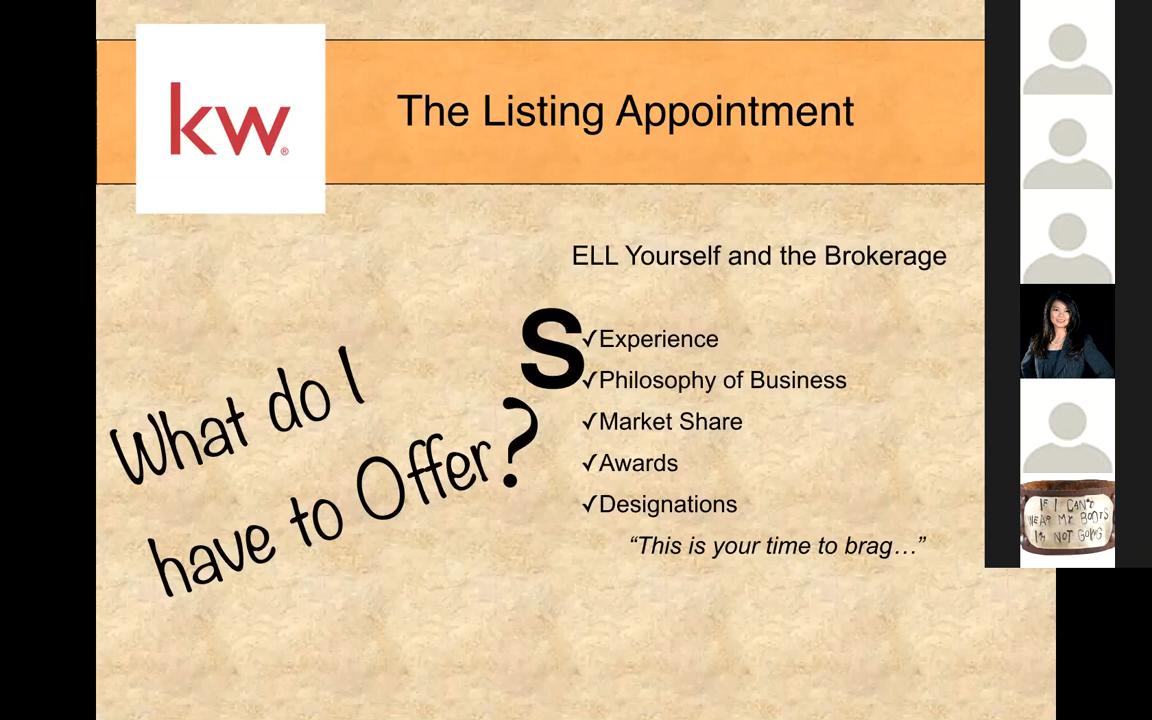 kw®
The Listing Appointment
ELL Yourself and the Brokerage
S
✓Experience
✓Philosophy of Business
✓Market Share
✓Awards
✓Designations
“This is your time to brag…”
What do I
have to Offer?
IF I CAN'T
WEAR MY BOOTS
I'M NOT GOING